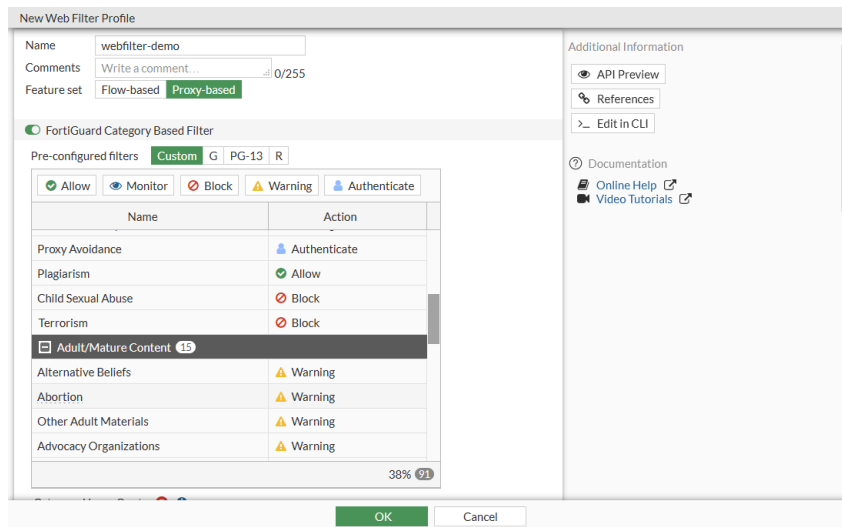 New Web Filter Profile
Name webfilter-demo
Comments Write a comment... 0/255
Feature set Flow-based Proxy-based
FortiGuard Category Based Filter
Pre-configured filters Custom G PG-13 R
Allow Monitor Block Warning Authenticate
Name Action
Proxy Avoidance Authenticate
Plagiarism Allow
Child Sexual Abuse Block
Terrorism Block
Adult/Mature Content 15
Alternative Beliefs Warning
Abortion Warning
Other Adult Materials Warning
Advocacy Organizations Warning
38% 91
Additional Information
API Preview
References
>_ Edit in CLI
Documentation
Online Help
Video Tutorials
OK Cancel